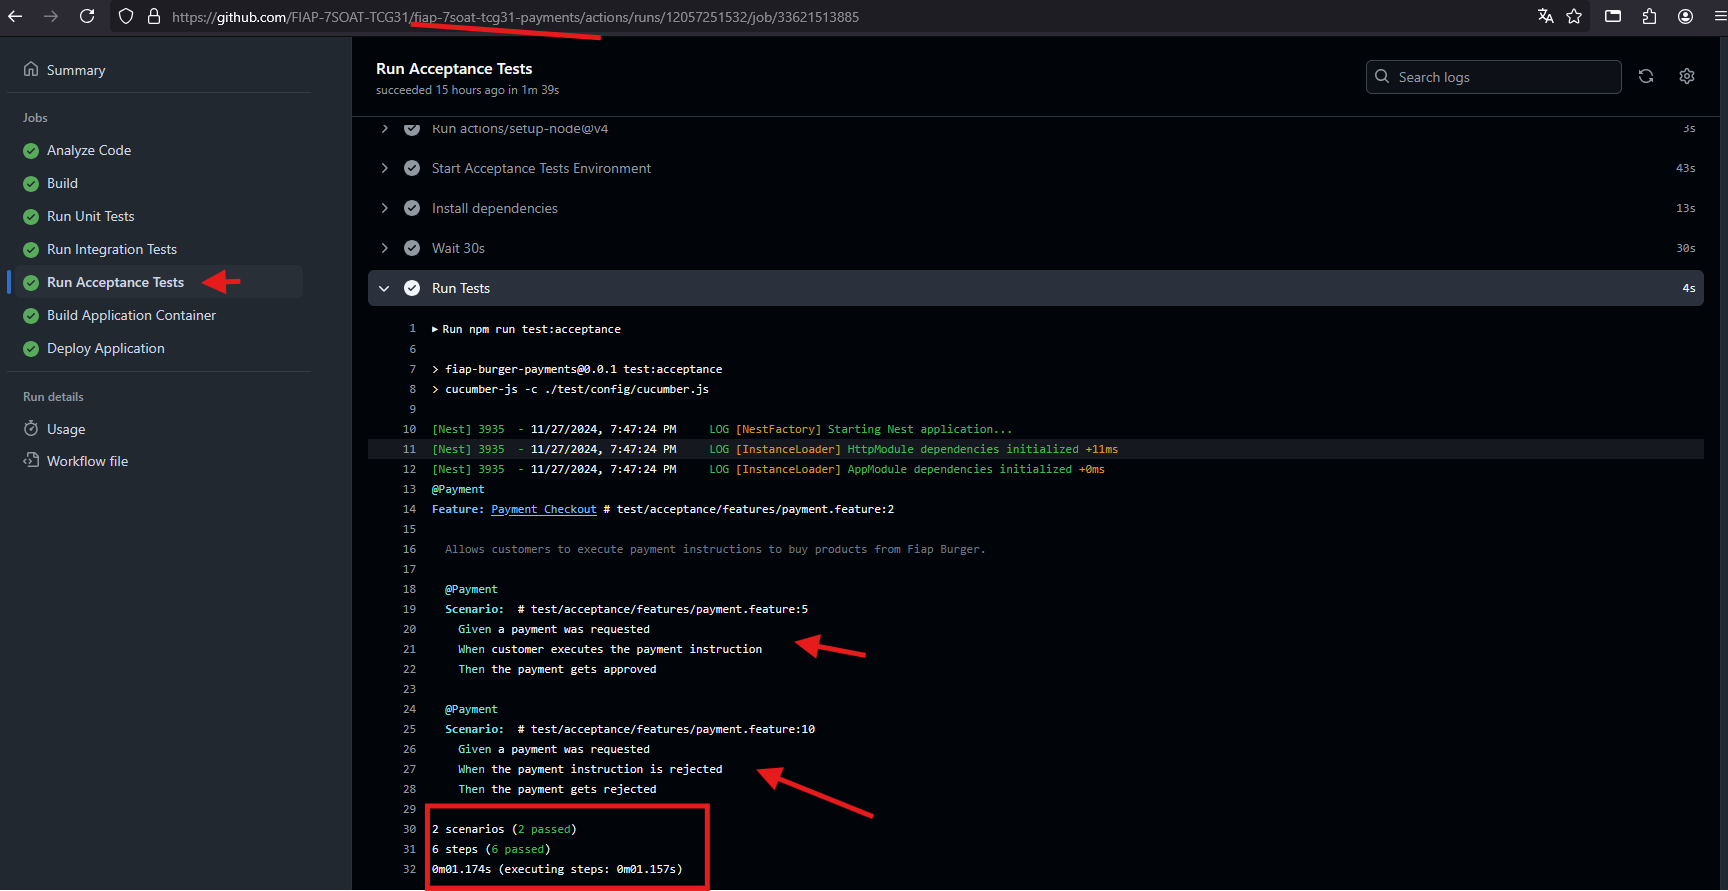 https://github.com/FIAP-7SOAT-TCG31/fiap-7soat-tcg31-payments/actions/runs/12057251532/job/33621513885
Summary
Jobs
Analyze Code
Build
Run Unit Tests
Run Integration Tests
Run Acceptance Tests
Build Application Container
Deploy Application
Run details
Usage
Workflow file
Run Acceptance Tests
succeeded 15 hours ago in 1m 39s
Search logs
Run actions/setup-node@v4 3s
Start Acceptance Tests Environment 43s
Install dependencies 13s
Wait 30s 30s
Run Tests 4s
1 Run npm run test:acceptance
6
7 > fiap-burger-payments@0.0.1 test:acceptance
8 > cucumber-js -c ./test/config/cucumber.js
9
10 [Nest] 3935 - 11/27/2024, 7:47:24 PM LOG [NestFactory] Starting Nest application...
11 [Nest] 3935 - 11/27/2024, 7:47:24 PM LOG [InstanceLoader] HttpModule dependencies initialized +11ms
12 [Nest] 3935 - 11/27/2024, 7:47:24 PM LOG [InstanceLoader] AppModule dependencies initialized +0ms
13 @Payment
14 Feature: Payment Checkout # test/acceptance/features/payment.feature:2
15
16 Allows customers to execute payment instructions to buy products from Fiap Burger.
17
18 @Payment
19 Scenario: # test/acceptance/features/payment.feature:5
20 Given a payment was requested
21 When customer executes the payment instruction
22 Then the payment gets approved
23
24 @Payment
25 Scenario: # test/acceptance/features/payment.feature:10
26 Given a payment was requested
27 When the payment instruction is rejected
28 Then the payment gets rejected
29
30 2 scenarios (2 passed)
31 6 steps (6 passed)
32 0m01.174s (executing steps: 0m01.157s)